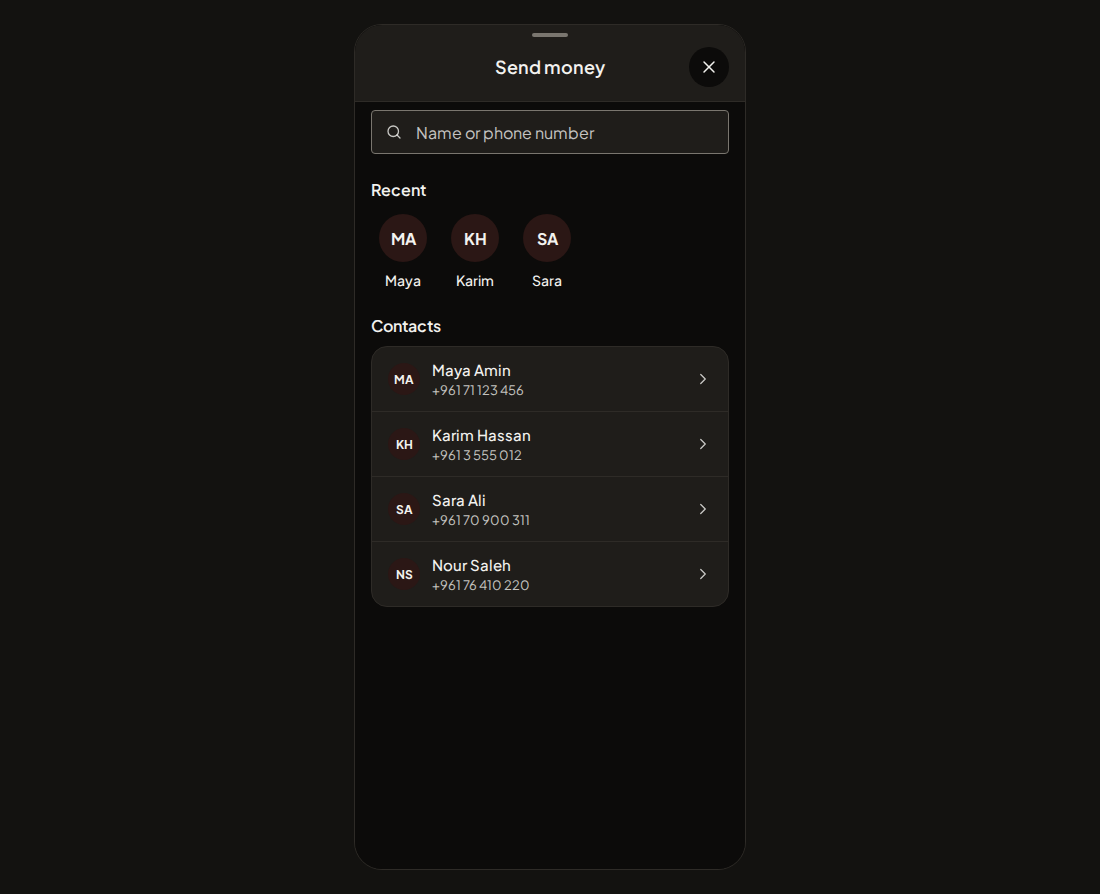 Send money
Name or phone number
Recent
MA KH SA
Maya Karim Sara
Contacts
MA Maya Amin
+961 71 123 456
KH Karim Hassan
+961 3 555 012
SA Sara Ali
+961 70 900 311
NS Nour Saleh
+961 76 410 220